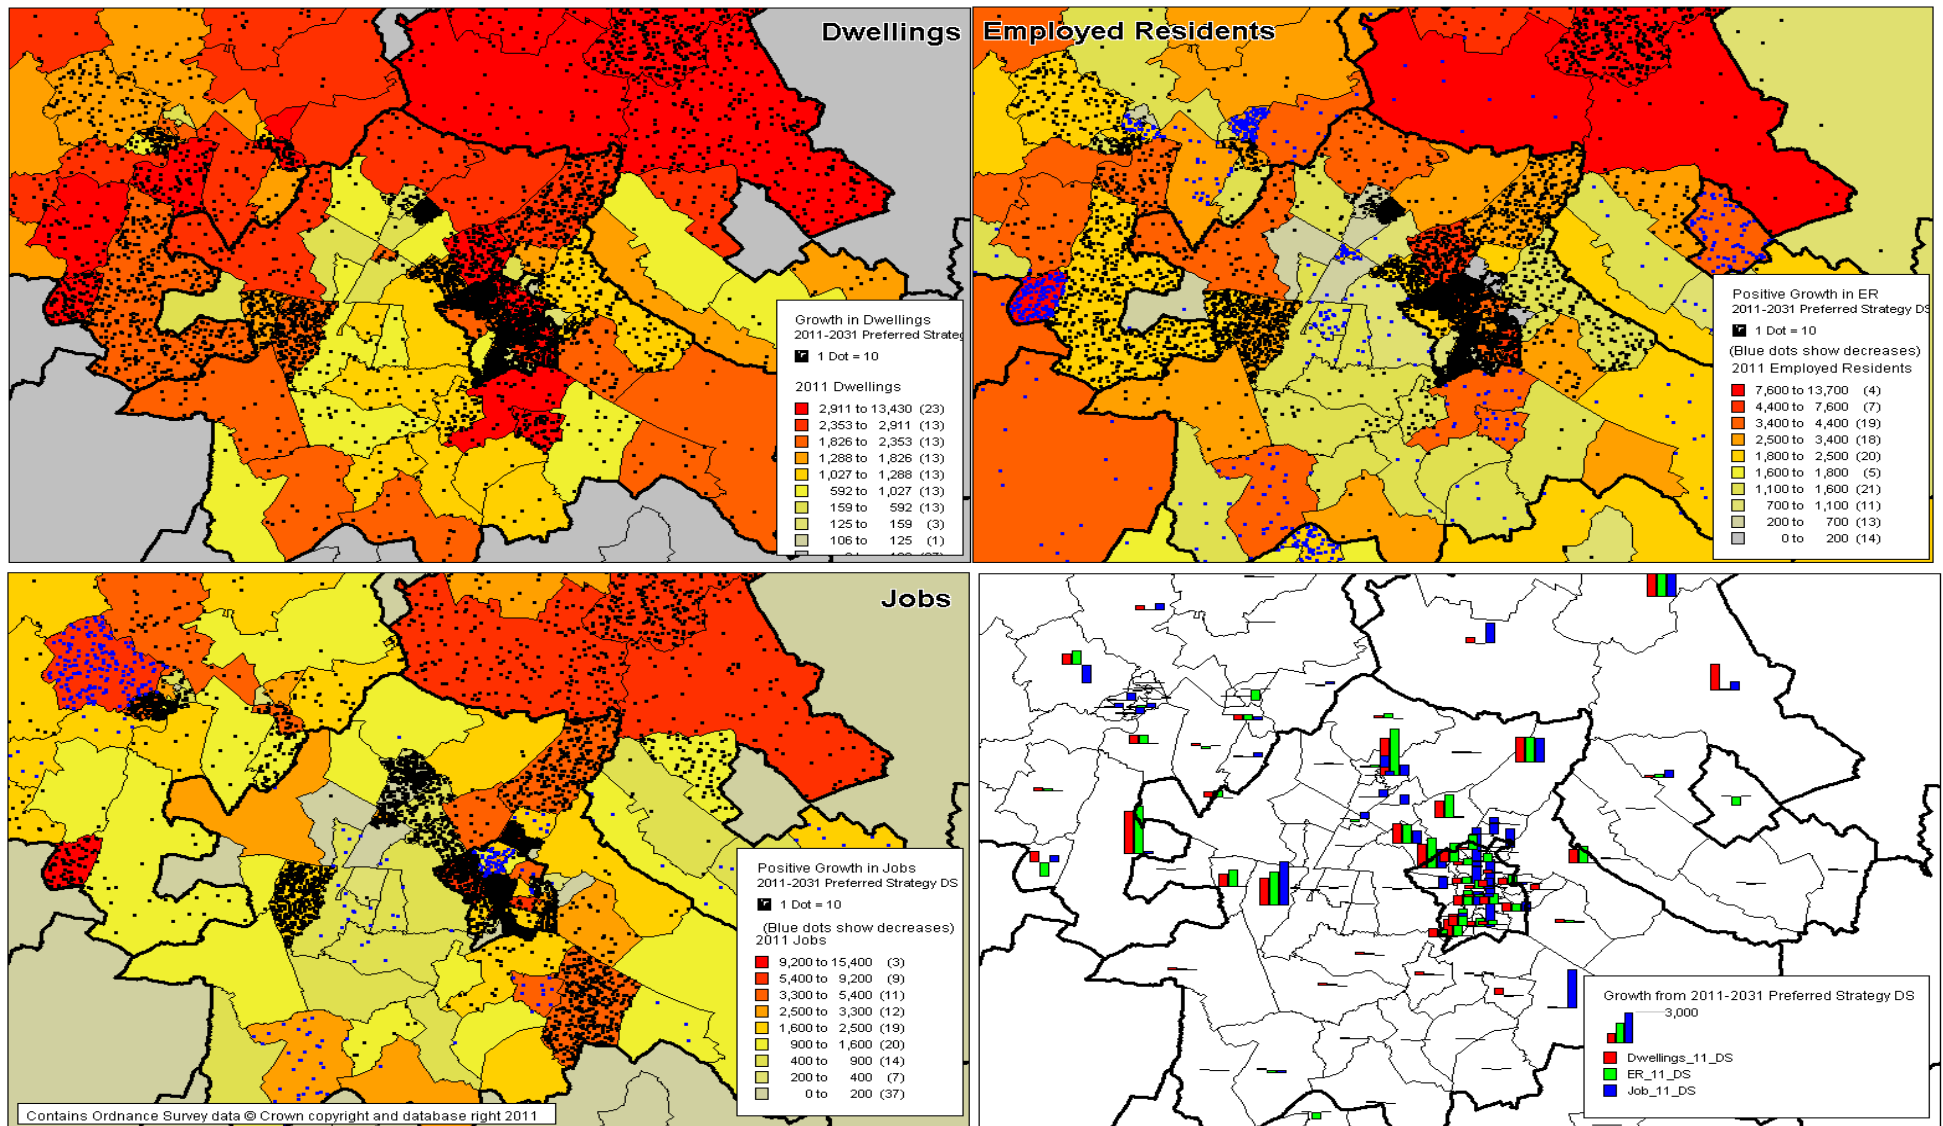 Dwellings
Growth in Dwellings
2011-2031 Preferred Strateg
1 Dot = 10
2011 Dwellings
2,911 to 13,430 (23)
2,353 to 2,911 (13)
1,826 to 2,353 (13)
1,288 to 1,826 (13)
1,027 to 1,288 (13)
592 to 1,027 (13)
159 to 592 (13)
125 to 159 (3)
106 to 125 (1)
Employed Residents
Positive Growth in ER
2011-2031 Preferred Strategy DS
1 Dot = 10
(Blue dots show decreases)
2011 Employed Residents
7,600 to 13,700 (4)
4,400 to 7,600 (7)
3,400 to 4,400 (19)
2,500 to 3,400 (18)
1,800 to 2,500 (20)
1,600 to 1,800 (5)
1,100 to 1,600 (21)
700 to 1,100 (11)
200 to 700 (13)
0 to 200 (14)
Jobs
Positive Growth in Jobs
2011-2031 Preferred Strategy DS
1 Dot = 10
(Blue dots show decreases)
2011 Jobs
9,200 to 15,400 (3)
5,400 to 9,200 (9)
3,300 to 5,400 (11)
2,500 to 3,300 (12)
1,600 to 2,500 (19)
900 to 1,600 (20)
400 to 900 (14)
200 to 400 (7)
0 to 200 (37)
Contains Ordnance Survey data © Crown copyright and database right 2011
Growth from 2011-2031 Preferred Strategy DS
3,000
Dwellings_11_DS
ER_11_DS
Job_11_DS